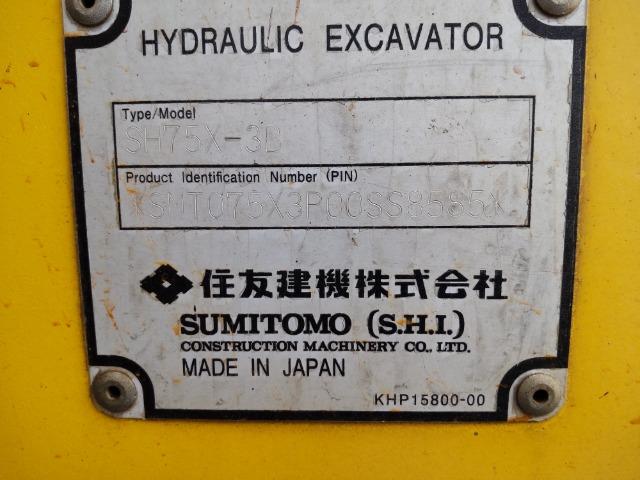 HYDRAULIC EXCAVATOR
Type/Model
SH75X-3B
Product Identification Number (PIN)
*SMT075X3P00SS8585*
住友建機株式会社
SUMITOMO (S.H.I.)
CONSTRUCTION MACHINERY CO., LTD.
MADE IN JAPAN
KHP15800-00